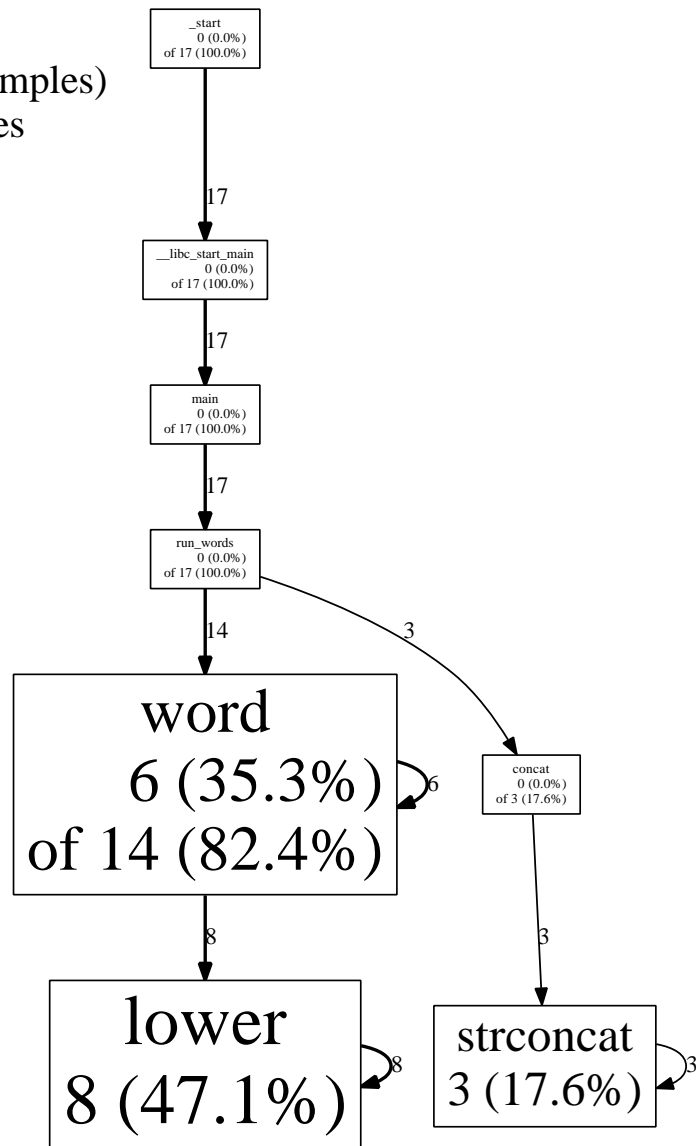 _start
0 (0.0%)
of 17 (100.0%)
mples)
es
17
__libc_start_main
0 (0.0%)
of 17 (100.0%)
17
main
0 (0.0%)
of 17 (100.0%)
17
run_words
0 (0.0%)
of 17 (100.0%)
14
3
word
6 (35.3%)
of 14 (82.4%)
6
concat
0 (0.0%)
of 3 (17.6%)
8
3
lower
8 (47.1%)
8
strconcat
3 (17.6%)
3